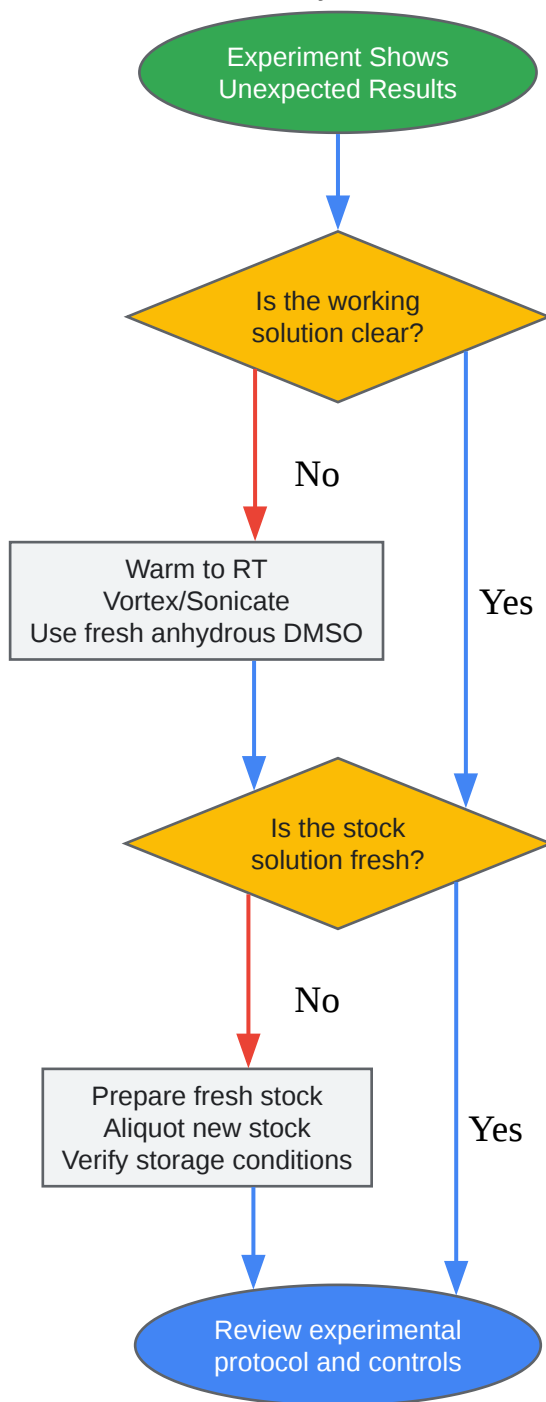 Experiment Shows
Unexpected Results
Is the working
solution clear?
No
Warm to RT
Vortex/Sonicate
Use fresh anhydrous DMSO
Yes
Is the stock
solution fresh?
No
Prepare fresh stock
Aliquot new stock
Verify storage conditions
Yes
Review experimental
protocol and controls